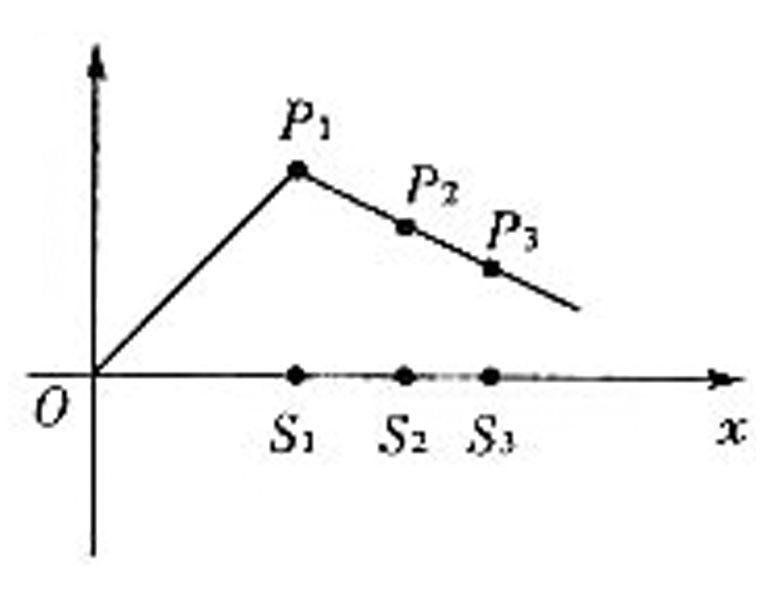 P₁
P₂
P₃
O
S₁ S₂ S₃
x